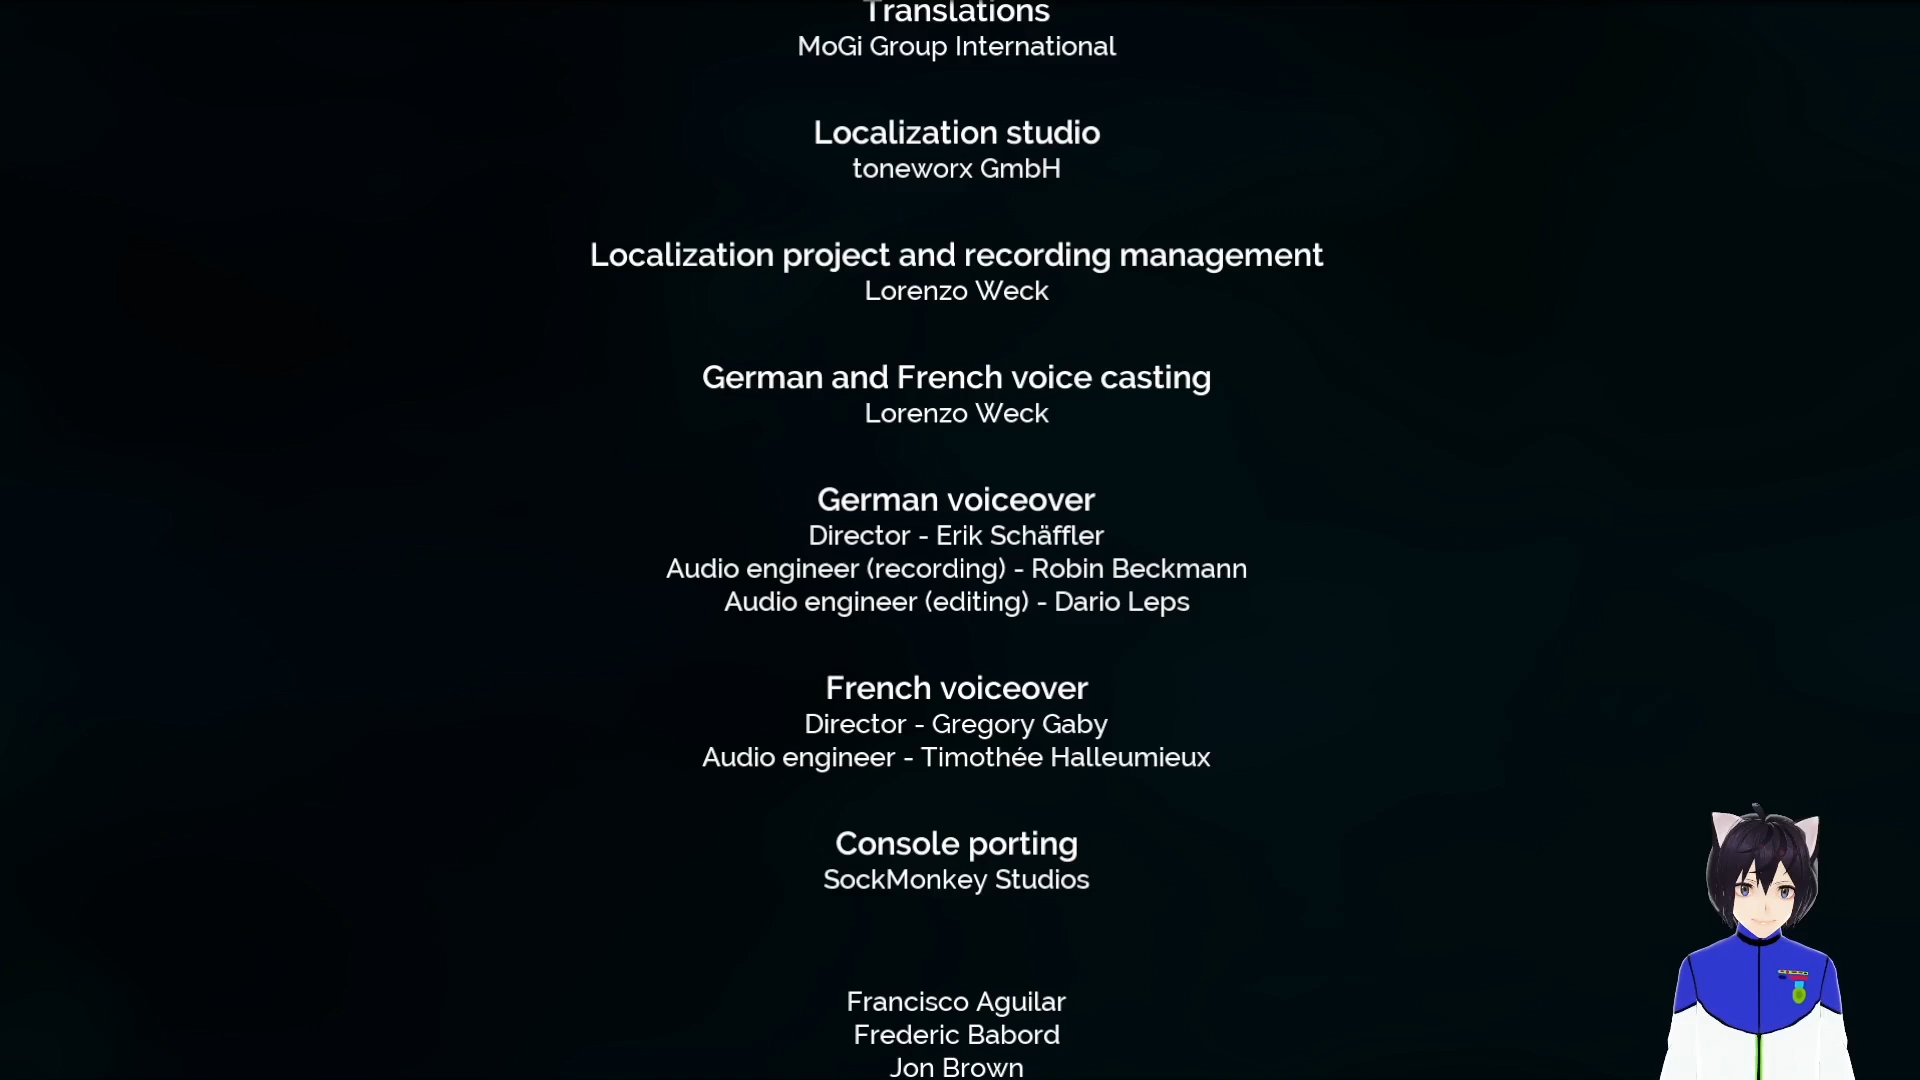 Translations
MoGi Group International
Localization studio
toneworx GmbH
Localization project and recording management
Lorenzo Weck
German and French voice casting
Lorenzo Weck
German voiceover
Director - Erik Schäffler
Audio engineer (recording) - Robin Beckmann
Audio engineer (editing) - Dario Leps
French voiceover
Director - Gregory Gaby
Audio engineer - Timothée Halleumieux
Console porting
SockMonkey Studios
Francisco Aguilar
Frederic Babord
Jon Brown